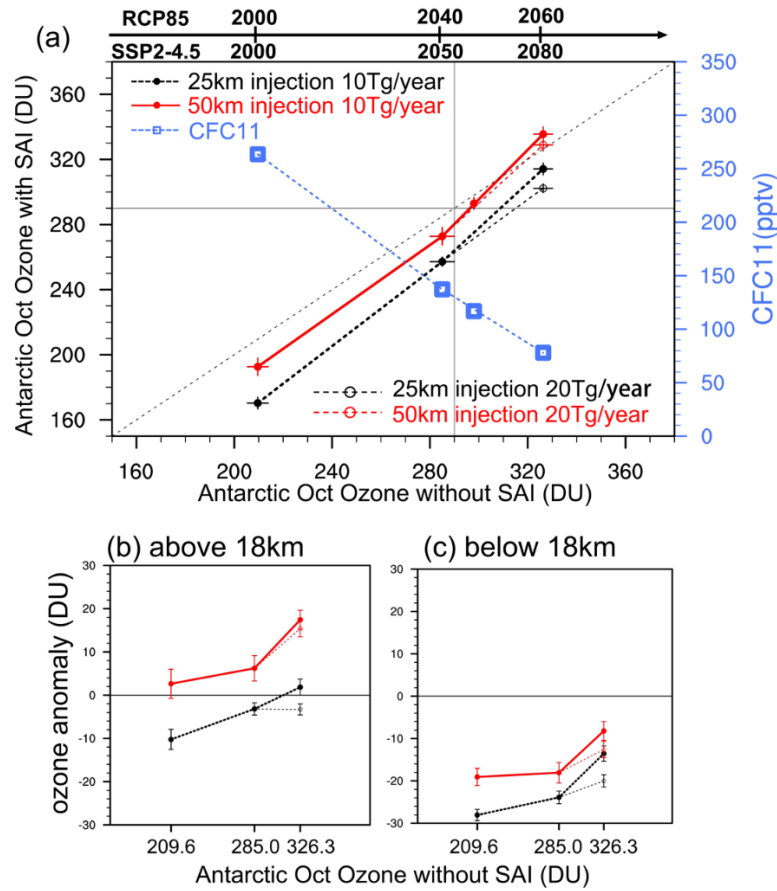 RCP85 2000 2040 2060
(a)
SSP2-4.5 2000 2050 2080
25km injection 10Tg/year
50km injection 10Tg/year
CFC11
360
320
280
240
200
160
Antarctic Oct Ozone with SAI (DU)
350
300
250
200
150
100
50
0
CFC11(pptv)
25km injection 20Tg/year
50km injection 20Tg/year
160 200 240 280 320 360
Antarctic Oct Ozone without SAI (DU)
(b) above 18km
(c) below 18km
ozone anomaly (DU)
30
20
10
0
-10
-20
-30
30
20
10
0
-10
-20
-30
209.6 285.0 326.3
209.6 285.0 326.3
Antarctic Oct Ozone without SAI (DU)